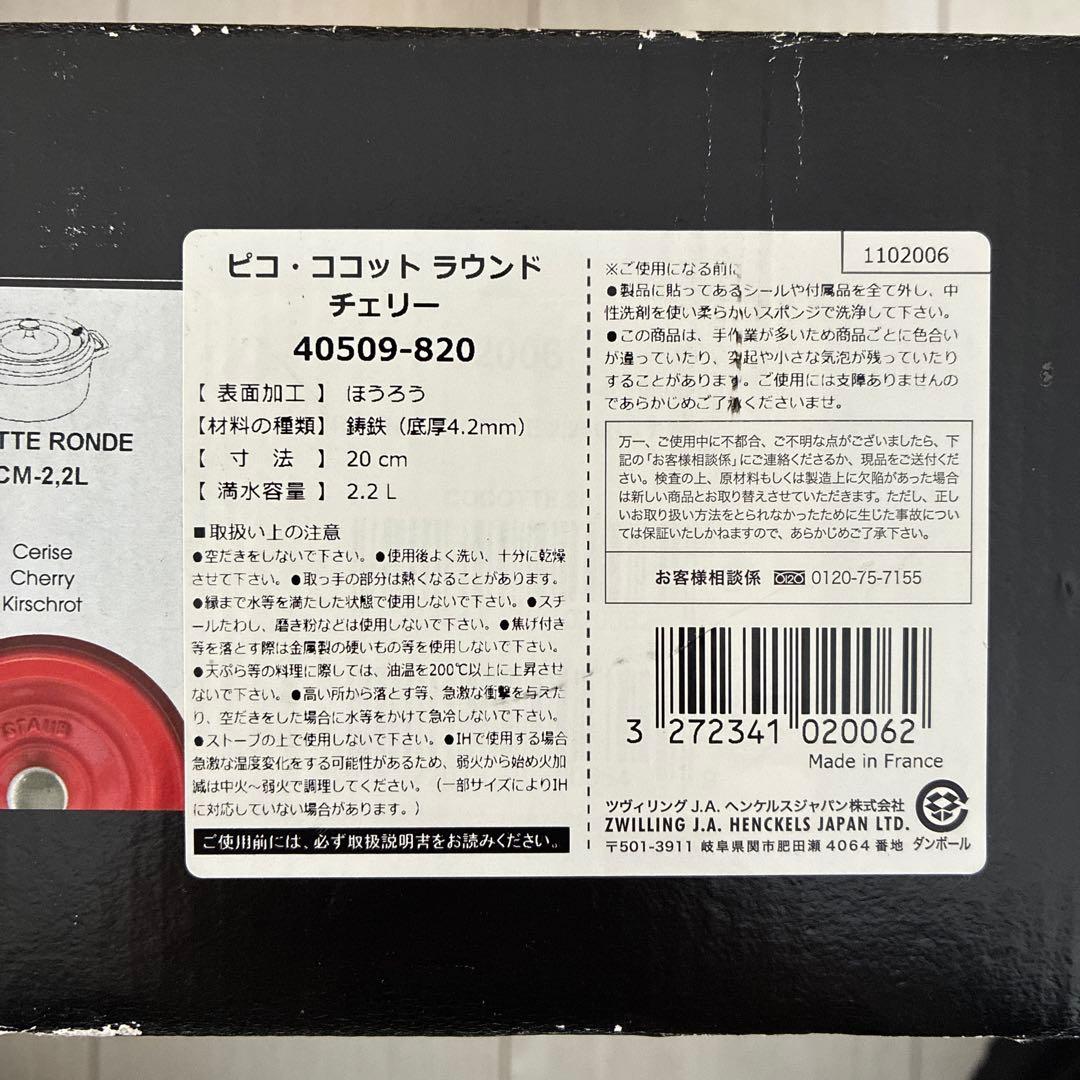 TTE RONDE
CM-2,2L
Cerise
Cherry
Kirschrot
STAUB
ピコ・ココット ラウンド
チェリー
40509-820
【 表面加工 】 ほうろう
【材料の種類】 鋳鉄（底厚4.2mm）
【 寸 法 】 20 cm
【 満水容量 】 2.2 L
■取扱い上の注意
●空だきをしないで下さい。●使用後よく洗い、十分に乾燥
させて下さい。●取っ手の部分は熱くなることがあります。
●縁まで水等を満たした状態で使用しないで下さい。●スチ
ールたわし、磨き粉などは使用しないで下さい。●焦げ付き
等を落とす際は金属製の硬いもの等を使用しないで下さい。
●天ぷら等の料理に際しては、油温を200℃以上に上昇させ
ないで下さい。●高い所から落とす等、急激な衝撃を与えた
り、空だきをした場合に水等をかけて急冷しないで下さい。
●ストーブの上で使用しないで下さい。●IHで使用する場合
急激な温度変化をする可能性があるため、弱火から始め火加
減は中火～弱火で調理してください。（一部サイズによりIH
に対応していない場合があります。）
ご使用前には、必ず取扱説明書をお読みください。
1102006
※ご使用になる前に
●製品に貼ってあるシールや付属品を全て外し、中
性洗剤を使い柔らかいスポンジで洗浄して下さい。
●この商品は、手作業が多いため商品ごとに色合い
が違っていたり、突起や小さな気泡が残っていたり
することがあります。ご使用には支障ありませんの
であらかじめご了承くださいませ。
万一、ご使用中に不都合、ご不明な点がございましたら、下
記の「お客様相談係」にご連絡くださるか、現品をご送付くださ
い。検査の上、原材料もしくは製造上に欠陥があった場合
は新しい商品とお取り替えさせていただきます。ただし、正し
いお取り扱い方法をとられなかったために生じた事故につい
ては保証いたしかねますので、あらかじめご了承下さい。
お客様相談係 0120-75-7155
3 272341 020062
Made in France
ツヴィリング J.A. ヘンケルスジャパン株式会社
ZWILLING J.A. HENCKELS JAPAN LTD.
〒501-3911 岐阜県関市肥田瀬 4064 番地
ダンボール